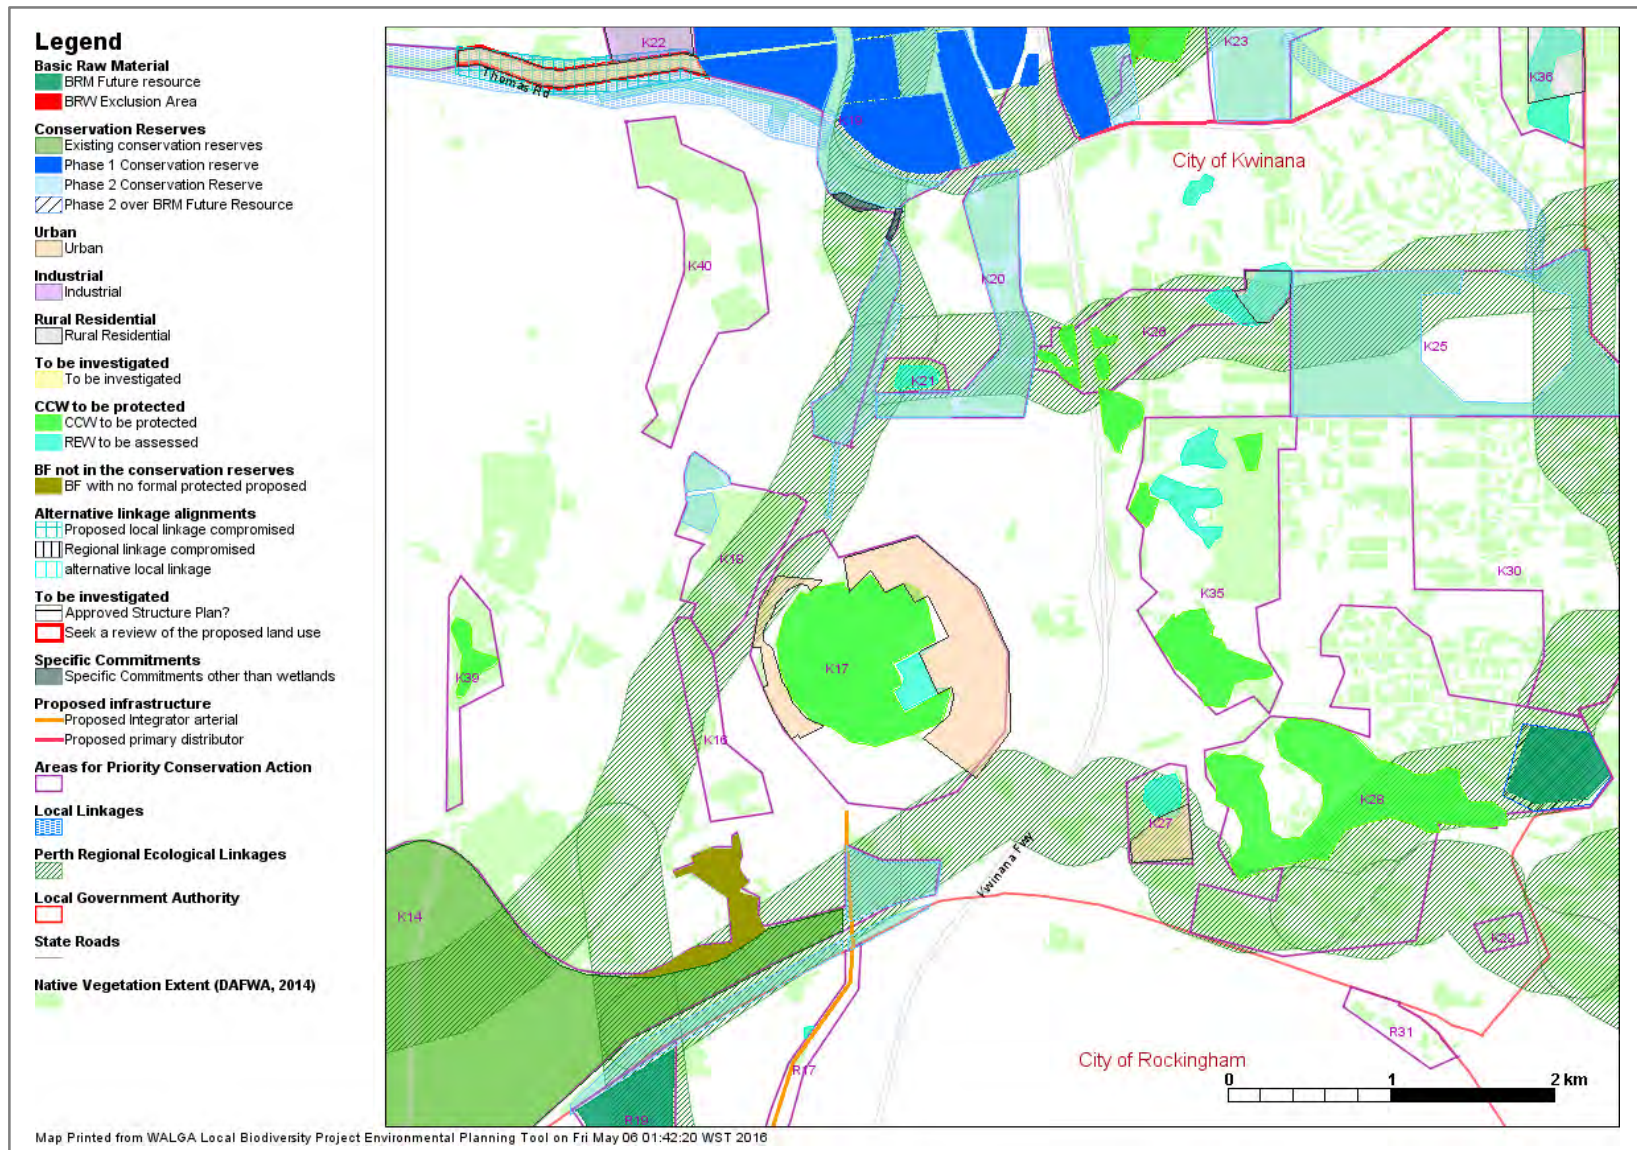 Legend
Basic Raw Material
BRM Future resource
BRW Exclusion Area
Conservation Reserves
Existing conservation reserves
Phase 1 Conservation reserve
Phase 2 Conservation Reserve
Phase 2 over BRM Future Resource
Urban
Urban
Industrial
Industrial
Rural Residential
Rural Residential
To be investigated
To be investigated
CCW to be protected
CCW to be protected
REW to be assessed
BF not in the conservation reserves
BF with no formal protected proposed
Alternative linkage alignments
Proposed local linkage compromised
Regional linkage compromised
alternative local linkage
To be investigated
Approved Structure Plan?
Seek a review of the proposed land use
Specific Commitments
Specific Commitments other than wetlands
Proposed infrastructure
Proposed Integrator arterial
Proposed primary distributor
Areas for Priority Conservation Action
Local Linkages
Perth Regional Ecological Linkages
Local Government Authority
State Roads
Native Vegetation Extent (DAFWA, 2014)
K22
K23
Thomas Rd
K36
City of Kwinana
K40
K20
K26
K25
K21
K15
K30
K35
K17
K39
K16
K28
K27
Kwinana Fwy
K14
K29
R31
City of Rockingham
R17
0 1 2 km
R19
Map Printed from WALGA Local Biodiversity Project Environmental Planning Tool on Fri May 06 01:42:20 WST 2016